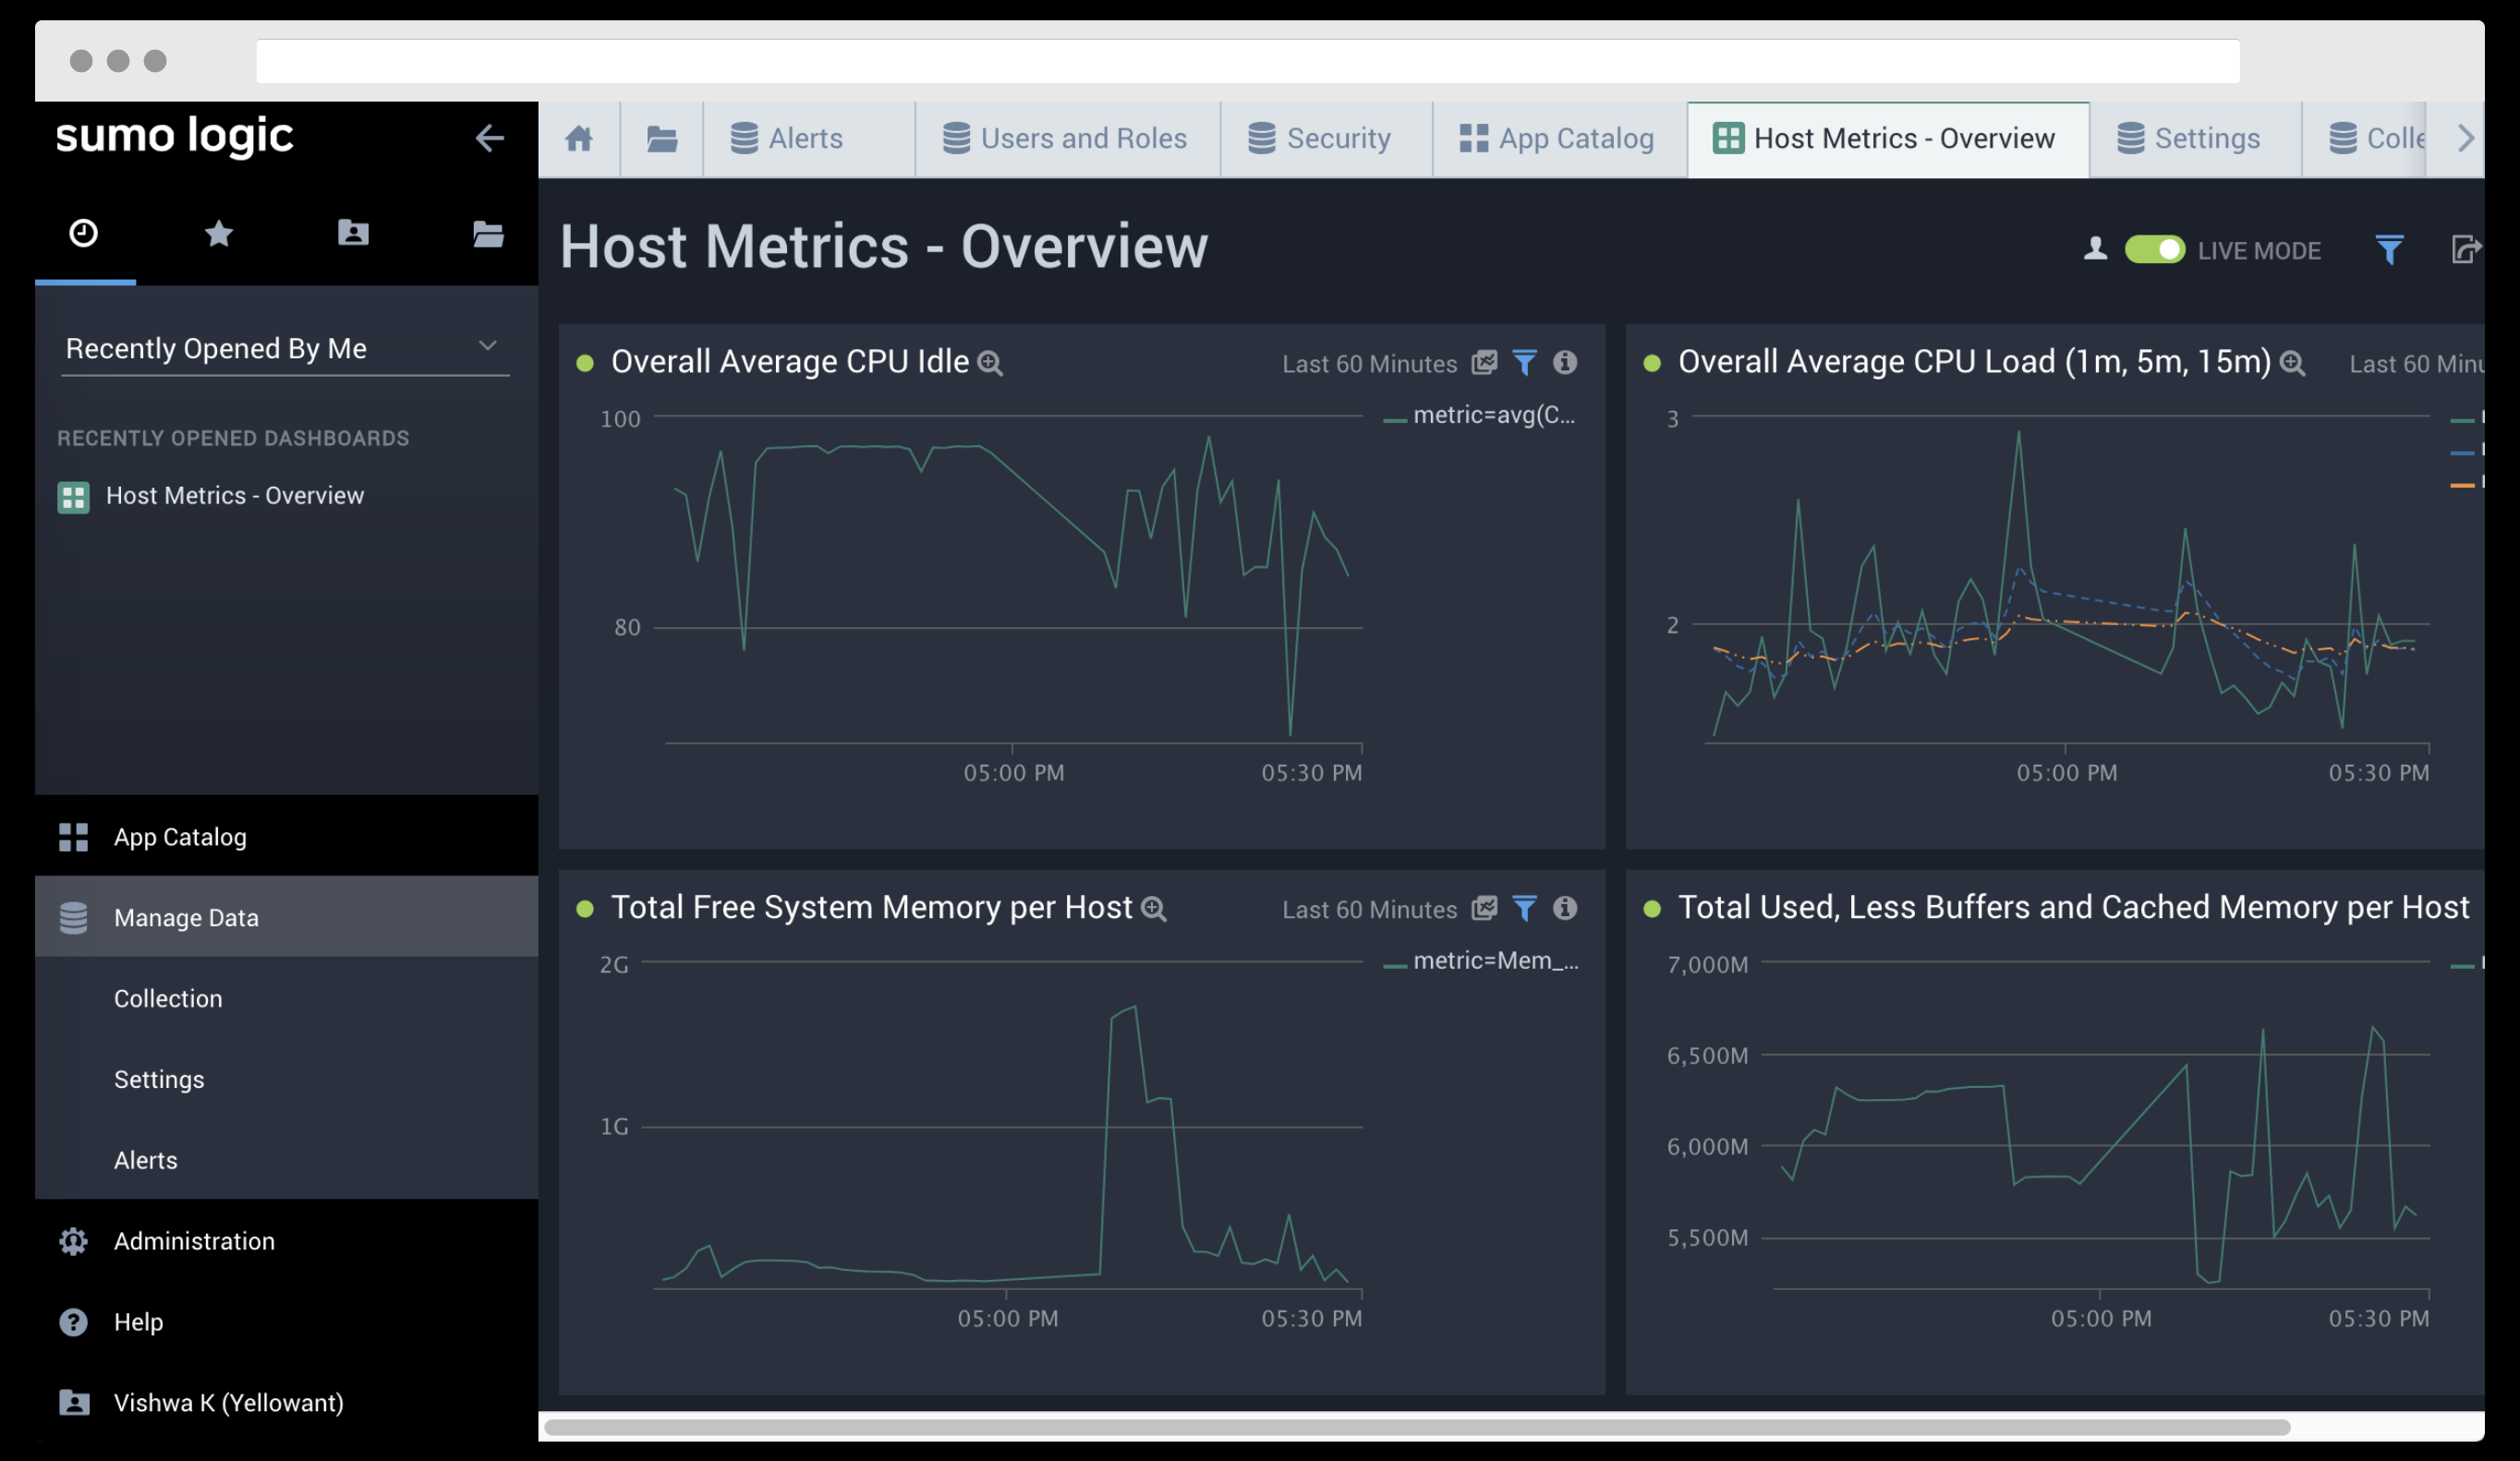 sumo logic
Alerts
Users and Roles
Security
App Catalog
Host Metrics - Overview
Settings
Colle
Host Metrics - Overview
LIVE MODE
Recently Opened By Me
RECENTLY OPENED DASHBOARDS
Host Metrics - Overview
App Catalog
Manage Data
Collection
Settings
Alerts
Administration
Help
Vishwa K (Yellowant)
Overall Average CPU Idle
Last 60 Minutes
metric=avg(C...
100
80
05:00 PM
05:30 PM
Overall Average CPU Load (1m, 5m, 15m)
Last 60 Minu
3
2
05:00 PM
05:30 PM
Total Free System Memory per Host
Last 60 Minutes
metric=Mem_...
2G
1G
05:00 PM
05:30 PM
Total Used, Less Buffers and Cached Memory per Host
7,000M
6,500M
6,000M
5,500M
05:00 PM
05:30 PM